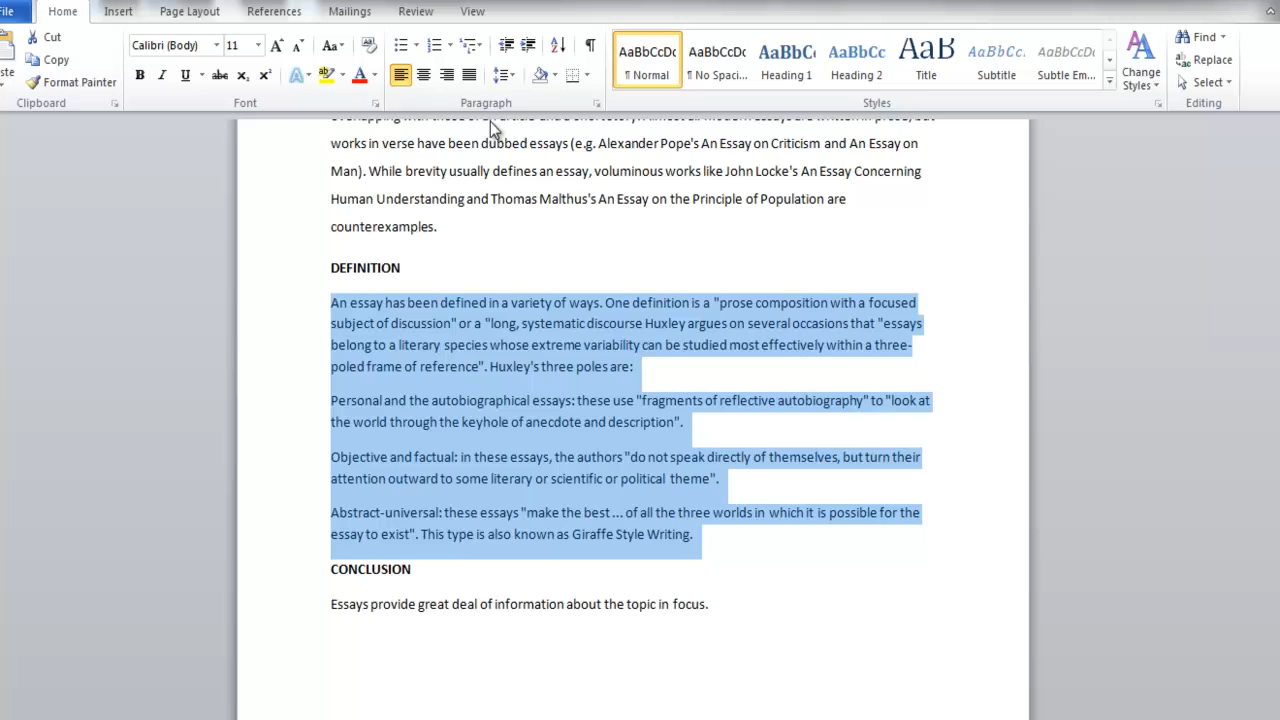 File Home Insert Page Layout References Mailings Review View
Cut
Copy
Format Painter
Clipboard
Calibri (Body) 11
Font
Paragraph
AaBbCcDc AaBbCcDc AaBbC AaBbCc AaB AaBbCc. AaBbCcDc
¶ Normal ¶ No Spaci... Heading 1 Heading 2 Title Subtitle Subtle Em...
Styles
Change
Styles
Find
Replace
Select
Editing
works in verse have been dubbed essays (e.g. Alexander Pope's An Essay on Criticism and An Essay on
Man). While brevity usually defines an essay, voluminous works like John Locke's An Essay Concerning
Human Understanding and Thomas Malthus's An Essay on the Principle of Population are
counterexamples.
DEFINITION
An essay has been defined in a variety of ways. One definition is a "prose composition with a focused
subject of discussion" or a "long, systematic discourse Huxley argues on several occasions that "essays
belong to a literary species whose extreme variability can be studied most effectively within a three-
poled frame of reference". Huxley's three poles are:
Personal and the autobiographical essays: these use "fragments of reflective autobiography" to "look at
the world through the keyhole of anecdote and description".
Objective and factual: in these essays, the authors "do not speak directly of themselves, but turn their
attention outward to some literary or scientific or political theme".
Abstract-universal: these essays "make the best ... of all the three worlds in which it is possible for the
essay to exist". This type is also known as Giraffe Style Writing.
CONCLUSION
Essays provide great deal of information about the topic in focus.